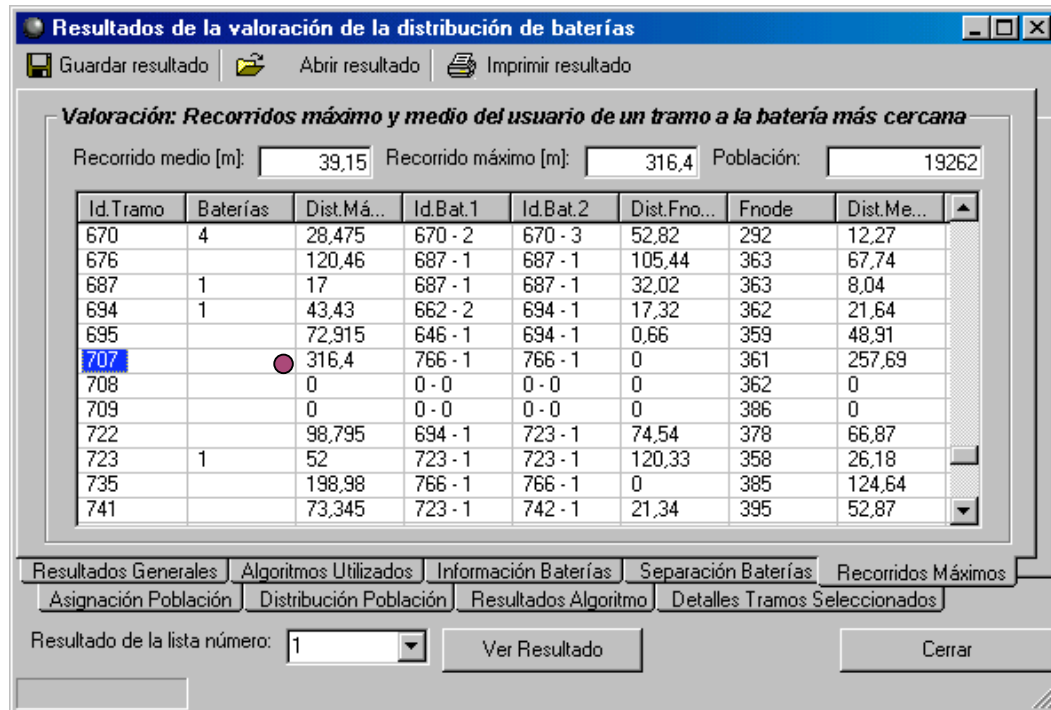 Resultados de la valoración de la distribución de baterías
Guardar resultado Abrir resultado Imprimir resultado
Valoración: Recorridos máximo y medio del usuario de un tramo a la batería más cercana
Recorrido medio [m]: 39,15 Recorrido máximo [m]: 316,4 Población: 19262
Id.Tramo Baterías Dist.Má... Id.Bat.1 Id.Bat.2 Dist.Fno... Fnode Dist.Me...
670 4 28,475 670 - 2 670 - 3 52,82 292 12,27
676 120,46 687 - 1 687 - 1 105,44 363 67,74
687 1 17 687 - 1 687 - 1 32,02 363 8,04
694 1 43,43 662 - 2 694 - 1 17,32 362 21,64
695 72,915 646 - 1 694 - 1 0,66 359 48,91
707 316,4 766 - 1 766 - 1 0 361 257,69
708 0 0 - 0 0 - 0 0 362 0
709 0 0 - 0 0 - 0 0 386 0
722 98,795 694 - 1 723 - 1 74,54 378 66,87
723 1 52 723 - 1 723 - 1 120,33 358 26,18
735 198,98 766 - 1 766 - 1 0 385 124,64
741 73,345 723 - 1 742 - 1 21,34 395 52,87
Resultados Generales Algoritmos Utilizados Información Baterías Separación Baterías Recorridos Máximos
Asignación Población Distribución Población Resultados Algoritmo Detalles Tramos Seleccionados
Resultado de la lista número: 1 Ver Resultado Cerrar